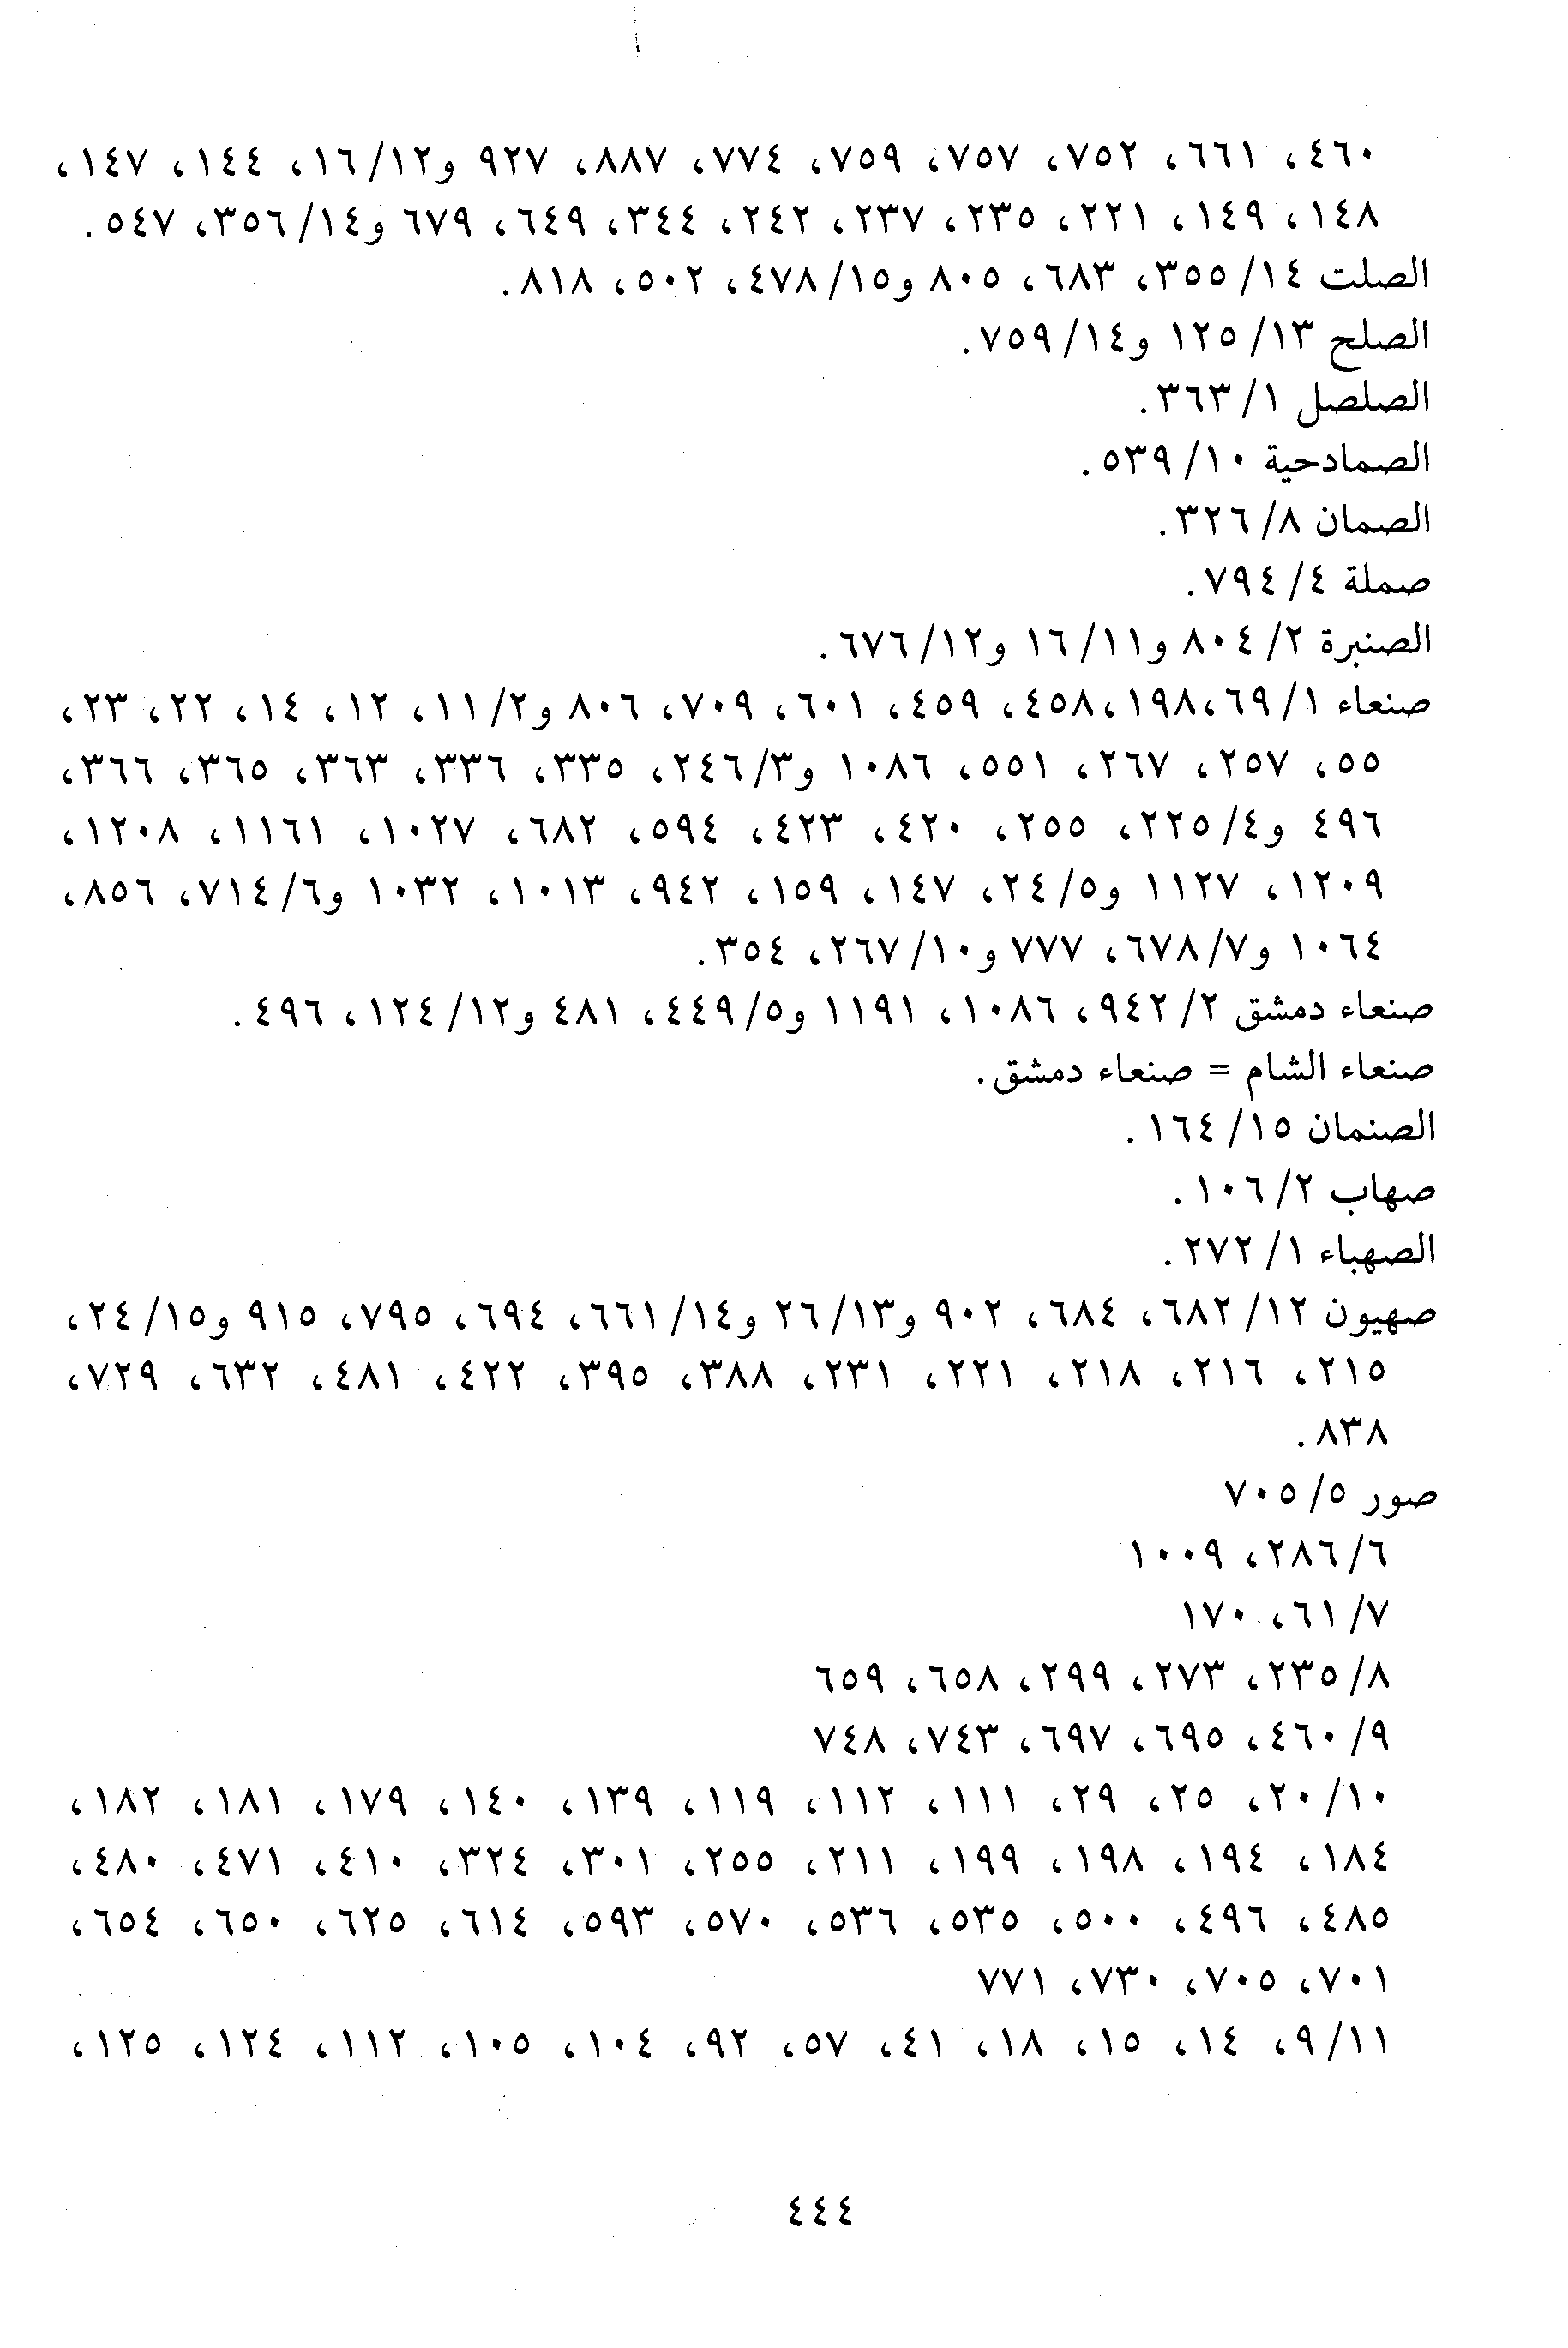 ٤٦٠، ٦٦١، ٧٥٢، ٧٥٧، ٧٥٩، ٧٧٤، ٨٨٧، ٩٢٧ و١٦/١٢، ١٤٤، ١٤٧،
١٤٨، ١٤٩، ٢٢١، ٢٣٥، ٢٣٧، ٢٤٢، ٣٤٤، ٦٤٩، ٦٧٩ و٣٥٦/١٤، ٥٤٧.
الصلت ١٤/ ٣٥٥، ٦٨٣، ٨٠٥ و١٥/ ٤٧٨، ٥٠٢، ٨١٨.
الصلح ١٣/ ١٢٥ و١٤/ ٧٥٩.
الصلصل ١/ ٣٦٣.
الصمادحية ١٠/ ٥٣٩.
الصمان ٨/ ٣٢٦.
صملة ٤/ ٧٩٤.
الصنبرة ٢/ ٨٠٤ و١١/ ١٦ و١٢/ ٦٧٦.
صنعاء ١/ ٦٩،١٩٨، ٤٥٨، ٤٥٩، ٦٠١، ٧٠٩، ٨٠٦ و٢/ ١١، ١٢، ١٤، ٢٢، ٢٣،
٥٥، ٢٥٧، ٢٦٧، ٥٥١، ١٠٨٦ و٣/ ٢٤٦، ٣٣٥، ٣٣٦، ٣٦٣، ٣٦٥، ٣٦٦،
٤٩٦ و٤/ ٢٢٥، ٢٥٥، ٤٢٠، ٤٢٣، ٥٩٤، ٦٨٢، ١٠٢٧، ١١٦١، ١٢٠٨،
١٢٠٩، ١١٢٧ و٥/ ٢٤، ١٤٧، ١٥٩، ٩٤٢، ١٠١٣، ١٠٣٢ و٦/ ٧١٤، ٨٥٦،
١٠٦٤ و٧/ ٦٧٨، ٧٧٧ و١٠/ ٢٦٧، ٣٥٤.
صنعاء دمشق ٢/ ٩٤٢، ١٠٨٦، ١١٩١ و٥/ ٤٤٩، ٤٨١ و١٢/ ١٢٤، ٤٩٦.
صنعاء الشام = صنعاء دمشق.
الصنمان ١٥/ ١٦٤.
صهاب ٢/ ١٠٦.
الصهباء ١/ ٢٧٢.
صهيون ١٢/ ٦٨٢، ٦٨٤، ٩٠٢ و١٣/ ٢٦ و١٤/ ٦٦١، ٦٩٤، ٧٩٥، ٩١٥ و١٥/ ٢٤،
٢١٥، ٢١٦، ٢١٨، ٢٢١، ٢٣١، ٣٨٨، ٣٩٥، ٤٢٢، ٤٨١، ٦٣٢، ٧٢٩،
٨٣٨.
صور ٥/ ٧٠٥
٦/ ٢٨٦، ١٠٠٩
٧/ ٦١، ١٧٠
٨/ ٢٣٥، ٢٧٣، ٢٩٩، ٦٥٨، ٦٥٩
٩/ ٤٦٠، ٦٩٥، ٦٩٧، ٧٤٣، ٧٤٨
١٠/ ٢٠، ٢٥، ٢٩، ١١١، ١١٢، ١١٩، ١٣٩، ١٤٠، ١٧٩، ١٨١، ١٨٢،
١٨٤، ١٩٤، ١٩٨، ١٩٩، ٢١١، ٢٥٥، ٣٠١، ٣٢٤، ٤١٠، ٤٧١، ٤٨٠،
٤٨٥، ٤٩٦، ٥٠٠، ٥٣٥، ٥٣٦، ٥٧٠، ٥٩٣، ٦١٤، ٦٢٥، ٦٥٠، ٦٥٤،
٧٠١، ٧٠٥، ٧٣٠، ٧٧١
١١/ ٩، ١٤، ١٥، ١٨، ٤١، ٥٧، ٩٢، ١٠٤، ١٠٥، ١١٢، ١٢٤، ١٢٥،
٤٤٤